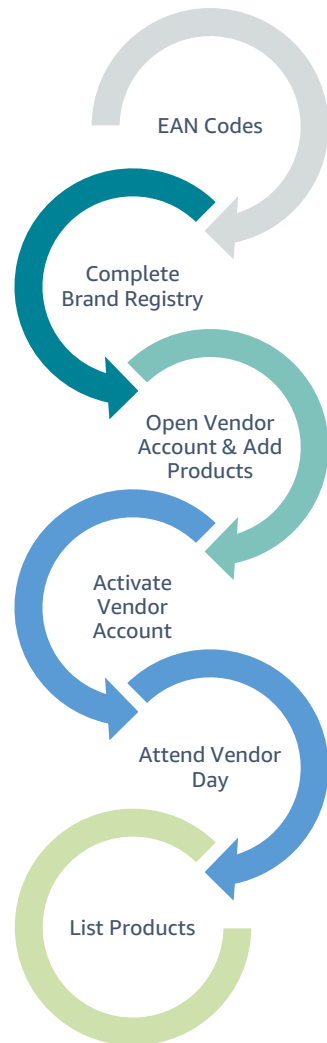 EAN Codes
Complete
Brand Registry
Open Vendor
Account & Add
Products
Activate
Vendor
Account
Attend Vendor
Day
List Products